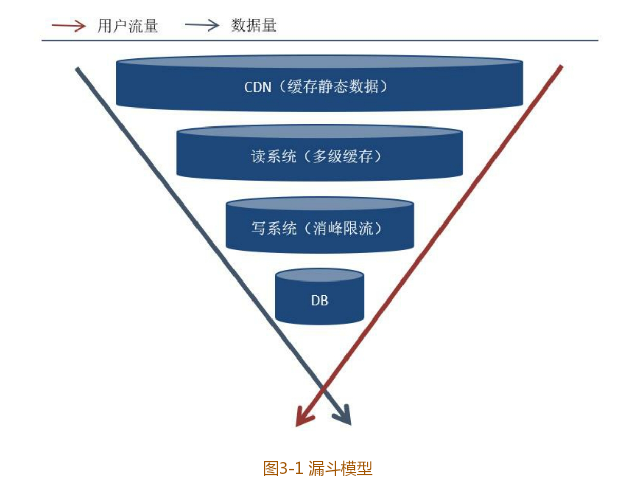 用户流量 数据量
CDN（缓存静态数据）
读系统（多级缓存）
写系统（消峰限流）
DB
图3-1 漏斗模型